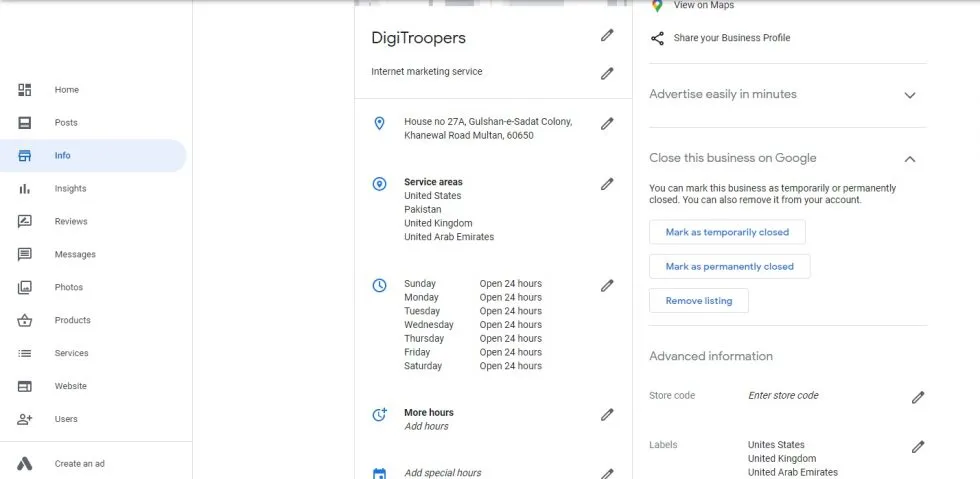 Home
Posts
Info
Insights
Reviews
Messages
Photos
Products
Services
Website
Users
Create an ad
DigiTroopers
Internet marketing service
House no 27A, Gulshan-e-Sadat Colony,
Khanewal Road Multan, 60650
Service areas
United States
Pakistan
United Kingdom
United Arab Emirates
Sunday Open 24 hours
Monday Open 24 hours
Tuesday Open 24 hours
Wednesday Open 24 hours
Thursday Open 24 hours
Friday Open 24 hours
Saturday Open 24 hours
More hours
Add hours
Add special hours
View on Maps
Share your Business Profile
Advertise easily in minutes
Close this business on Google
You can mark this business as temporarily or permanently
closed. You can also remove it from your account.
Mark as temporarily closed
Mark as permanently closed
Remove listing
Advanced information
Store code Enter store code
Labels Unites States
United Kingdom
United Arab Emirates